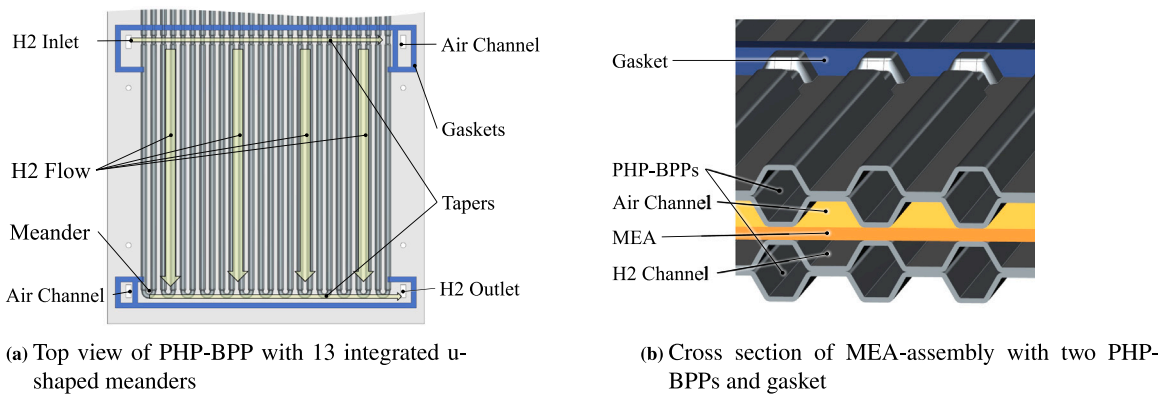 H2 Inlet
Air Channel
Gaskets
H2 Flow
Tapers
Meander
Air Channel
H2 Outlet
(a) Top view of PHP-BPP with 13 integrated u-
shaped meanders
Gasket
PHP-BPPs
Air Channel
MEA
H2 Channel
(b) Cross section of MEA-assembly with two PHP-
BPPs and gasket